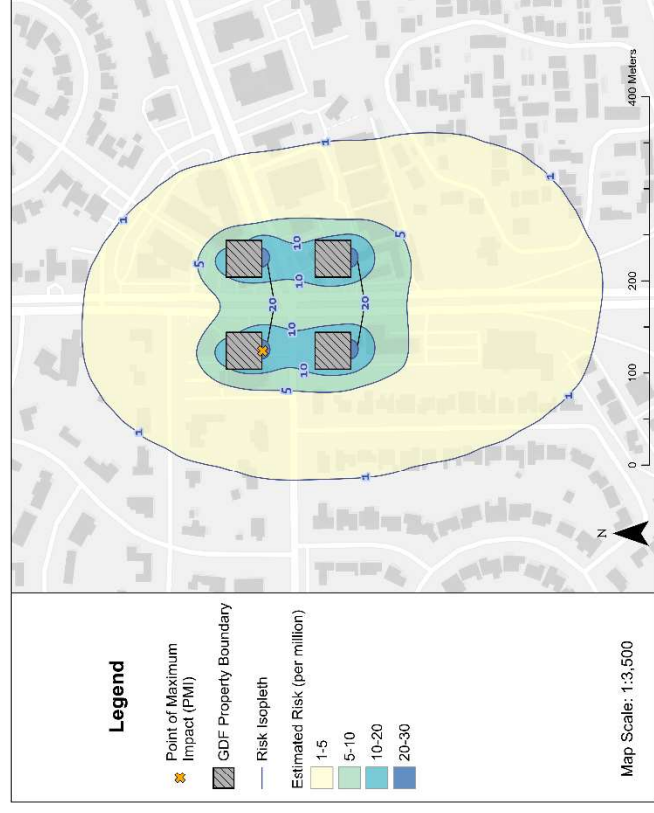 Legend
Point of Maximum
Impact (PMI)
GDF Property Boundary
Risk Isopleth
Estimated Risk (per million)
1-5
5-10
10-20
20-30
Map Scale: 1:3,500
N
0
100
200
400 Meters
1
1
1
1
1
1
1
5
5
5
10
10
10
10
20
20